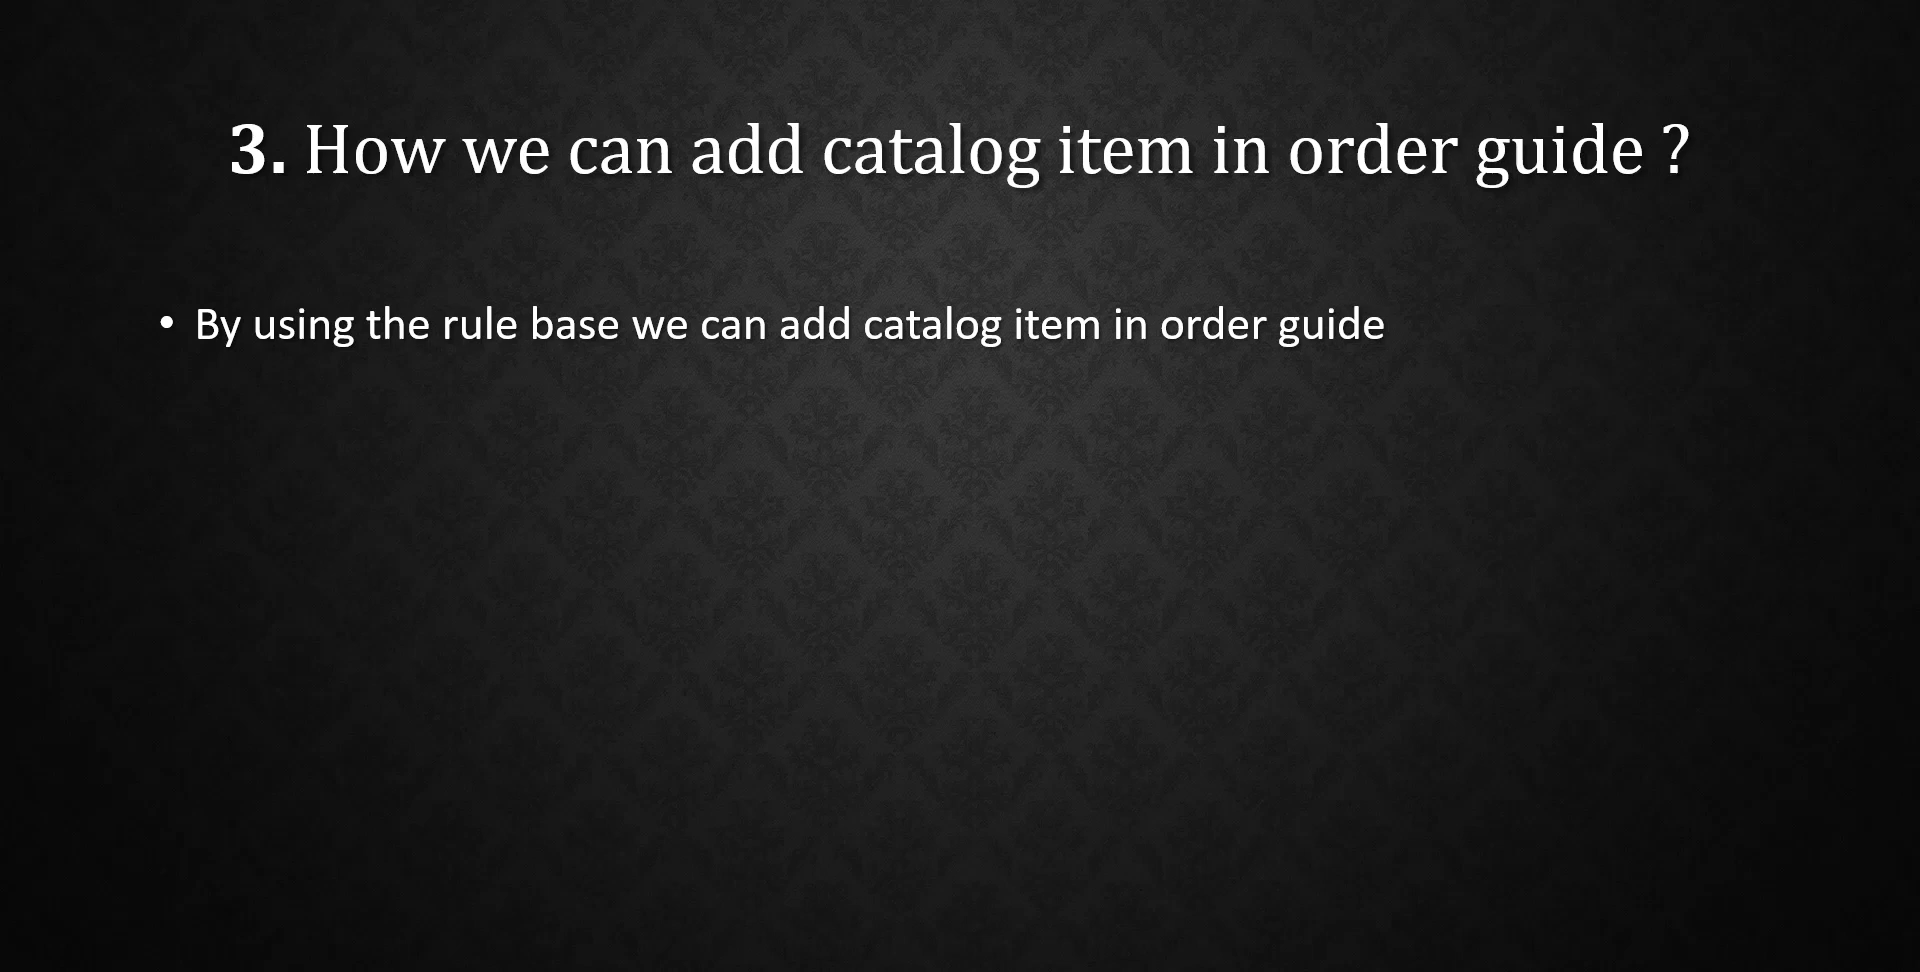 3. How we can add catalog item in order guide ?
• By using the rule base we can add catalog item in order guide